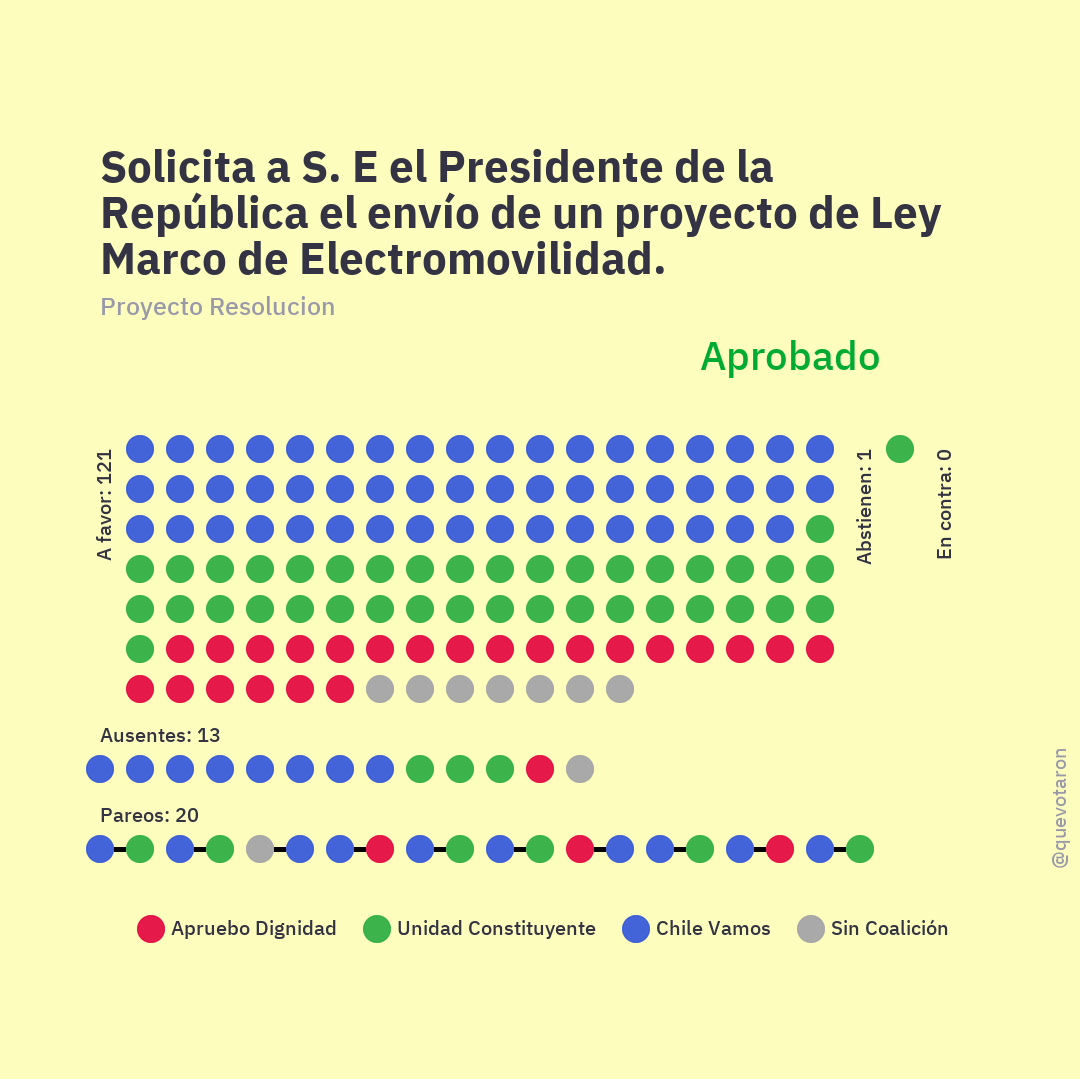 Solicita a S. E el Presidente de la
República el envío de un proyecto de Ley
Marco de Electromovilidad.
Proyecto Resolucion
Aprobado
A favor: 121
Abstienen: 1
En contra: 0
Ausentes: 13
Pareos: 20
@quevotaron
Apruebo Dignidad
Unidad Constituyente
Chile Vamos
Sin Coalición